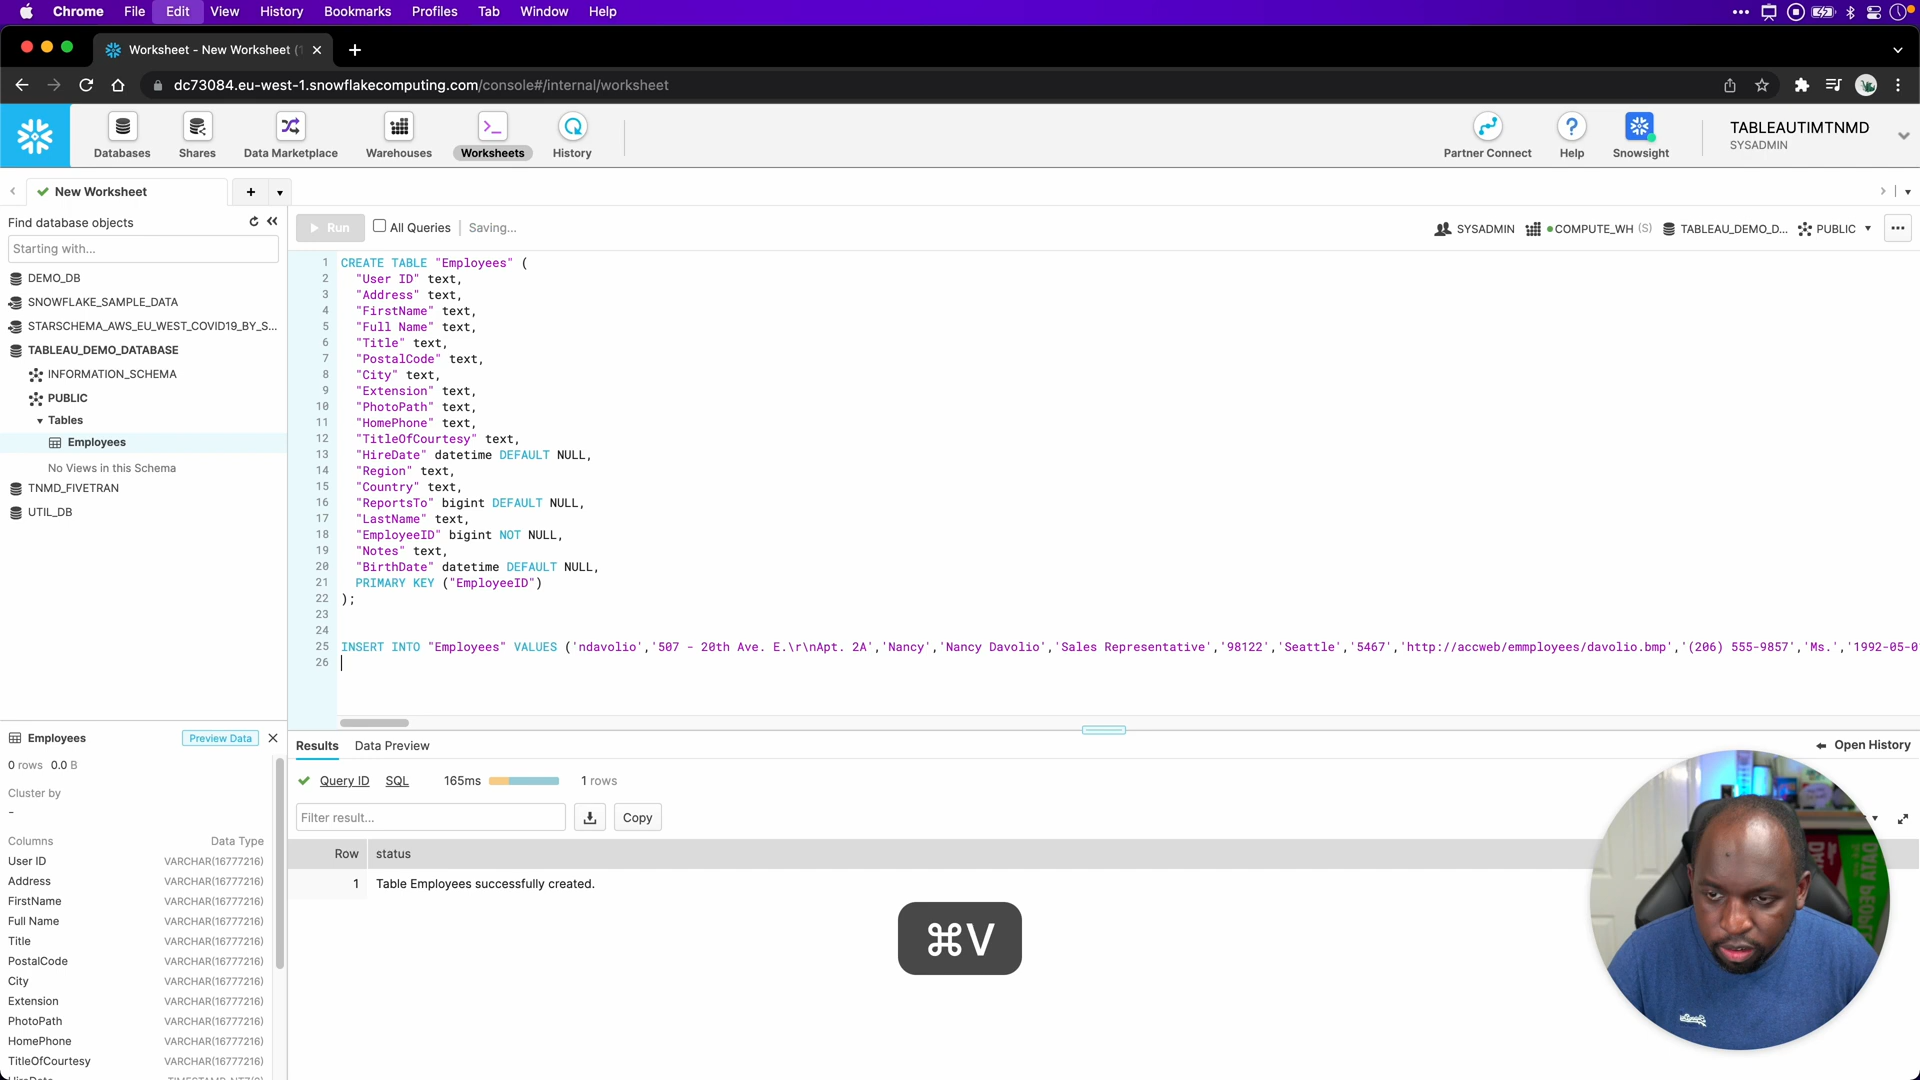 Chrome File Edit View History Bookmarks Profiles Tab Window Help
Worksheet - New Worksheet (
dc73084.eu-west-1.snowflakecomputing.com/console#/internal/worksheet
Databases Shares Data Marketplace Warehouses Worksheets History Partner Connect Help Snowsight
TABLEAUTIMTNMD
SYSADMIN
New Worksheet
Find database objects
Starting with...
DEMO_DB
SNOWFLAKE_SAMPLE_DATA
STARSCHEMA_AWS_EU_WEST_COVID19_BY_S...
TABLEAU_DEMO_DATABASE
INFORMATION_SCHEMA
PUBLIC
Tables
Employees
No Views in this Schema
TNMD_FIVETRAN
UTIL_DB
Run All Queries Saving...
SYSADMIN COMPUTE_WH (S) TABLEAU_DEMO_D... PUBLIC
1 CREATE TABLE "Employees" (
2 "User ID" text,
3 "Address" text,
4 "FirstName" text,
5 "Full Name" text,
6 "Title" text,
7 "PostalCode" text,
8 "City" text,
9 "Extension" text,
10 "PhotoPath" text,
11 "HomePhone" text,
12 "TitleOfCourtesy" text,
13 "HireDate" datetime DEFAULT NULL,
14 "Region" text,
15 "Country" text,
16 "ReportsTo" bigint DEFAULT NULL,
17 "LastName" text,
18 "EmployeeID" bigint NOT NULL,
19 "Notes" text,
20 "BirthDate" datetime DEFAULT NULL,
21 PRIMARY KEY ("EmployeeID")
22 );
23
24
25 INSERT INTO "Employees" VALUES ('ndavolio','507 - 20th Ave. E.\r\nApt. 2A','Nancy','Nancy Davolio','Sales Representative','98122','Seattle','5467','http://accweb/emmployees/davolio.bmp','(206) 555-9857','Ms.','1992-05-0
26
Employees Preview Data
0 rows 0.0 B
Cluster by
-
Columns Data Type
User ID VARCHAR(16777216)
Address VARCHAR(16777216)
FirstName VARCHAR(16777216)
Full Name VARCHAR(16777216)
Title VARCHAR(16777216)
PostalCode VARCHAR(16777216)
City VARCHAR(16777216)
Extension VARCHAR(16777216)
PhotoPath VARCHAR(16777216)
HomePhone VARCHAR(16777216)
TitleOfCourtesy VARCHAR(16777216)
Results Data Preview
Open History
Query ID SQL 165ms 1 rows
Filter result... Copy
Row status
1 Table Employees successfully created.
⌘V